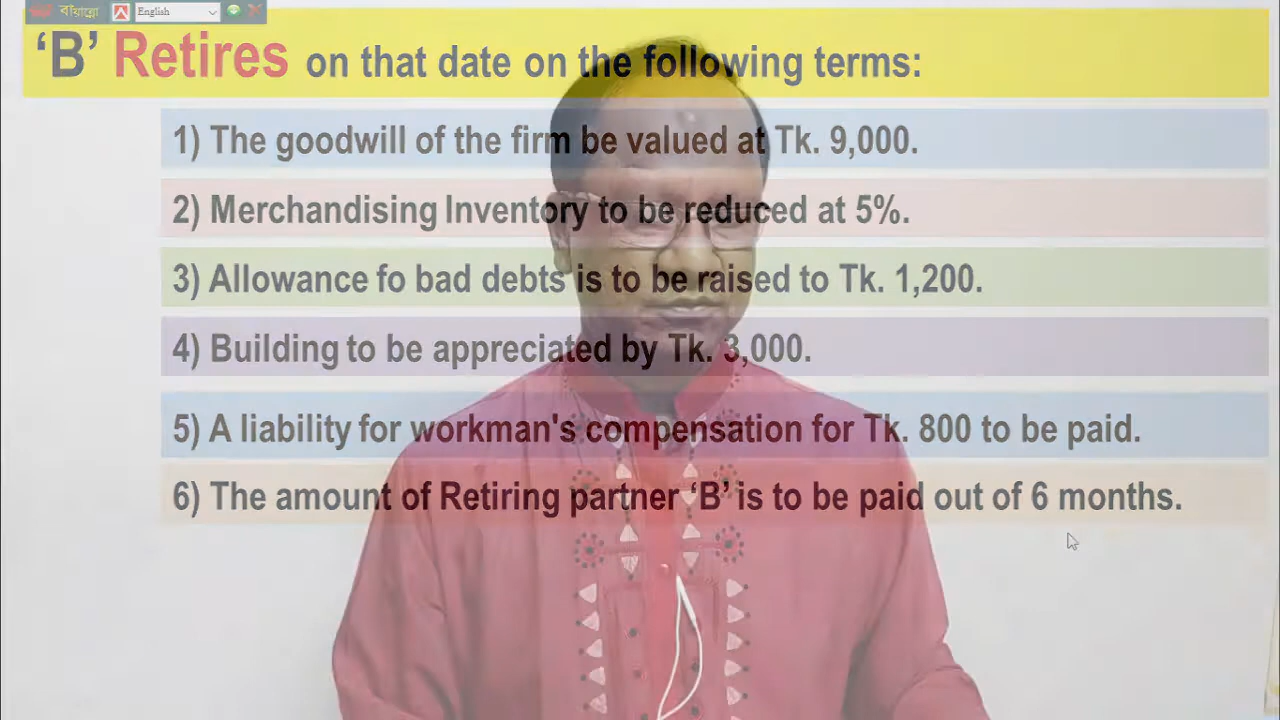 বাঁয়ান্নো English
‘B’ Retires on that date on the following terms:
1) The goodwill of the firm be valued at Tk. 9,000.
2) Merchandising Inventory to be reduced at 5%.
3) Allowance fo bad debts is to be raised to Tk. 1,200.
4) Building to be appreciated by Tk. 3,000.
5) A liability for workman's compensation for Tk. 800 to be paid.
6) The amount of Retiring partner ‘B’ is to be paid out of 6 months.